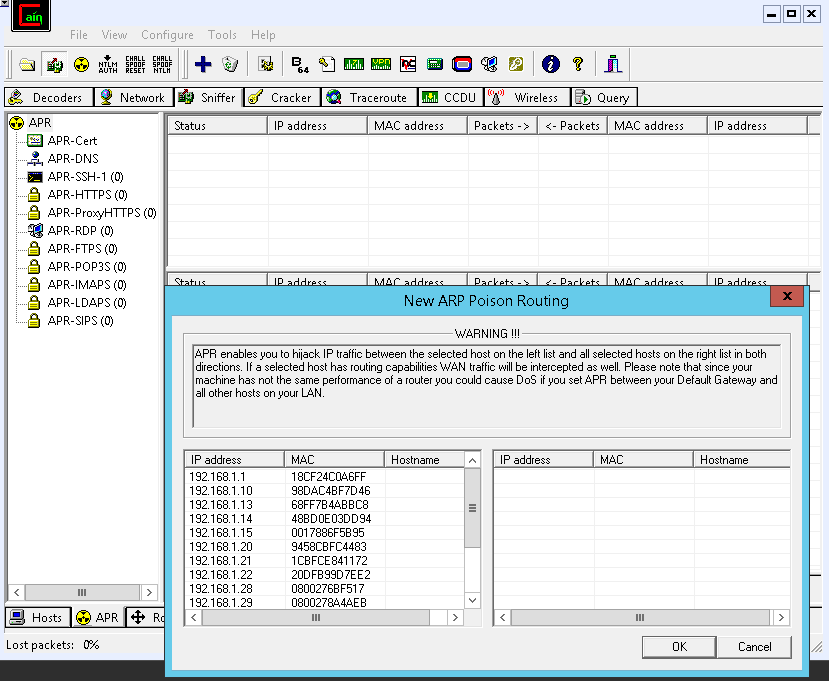 Cain
File View Configure Tools Help
NTLM AUTH CHALL SPOOF RESET CHALL SPOOF NTLM B64
Decoders Network Sniffer Cracker Traceroute CCDU Wireless Query
APR
APR-Cert
APR-DNS
APR-SSH-1 (0)
APR-HTTPS (0)
APR-ProxyHTTPS (0)
APR-RDP (0)
APR-FTPS (0)
APR-POP3S (0)
APR-IMAPS (0)
APR-LDAPS (0)
APR-SIPS (0)
Status IP address MAC address Packets -> <- Packets MAC address IP address
Status IP address MAC address Packets -> <- Packets MAC address IP address
New ARP Poison Routing
WARNING !!!
APR enables you to hijack IP traffic between the selected host on the left list and all selected hosts on the right list in both
directions. If a selected host has routing capabilities WAN traffic will be intercepted as well. Please note that since your
machine has not the same performance of a router you could cause DoS if you set APR between your Default Gateway and
all other hosts on your LAN.
IP address MAC Hostname
192.168.1.1 18CF24C0A6FF
192.168.1.10 98DAC4BF7D46
192.168.1.13 68FF7B4ABBC8
192.168.1.14 48BD0E03DD94
192.168.1.15 0017886F5B95
192.168.1.20 9458CBFC4483
192.168.1.21 1CBFCE841172
192.168.1.22 20DFB99D7EE2
192.168.1.28 0800276BF517
192.168.1.29 0800278A4AEB
IP address MAC Hostname
OK Cancel
Hosts APR Ro
Lost packets: 0%